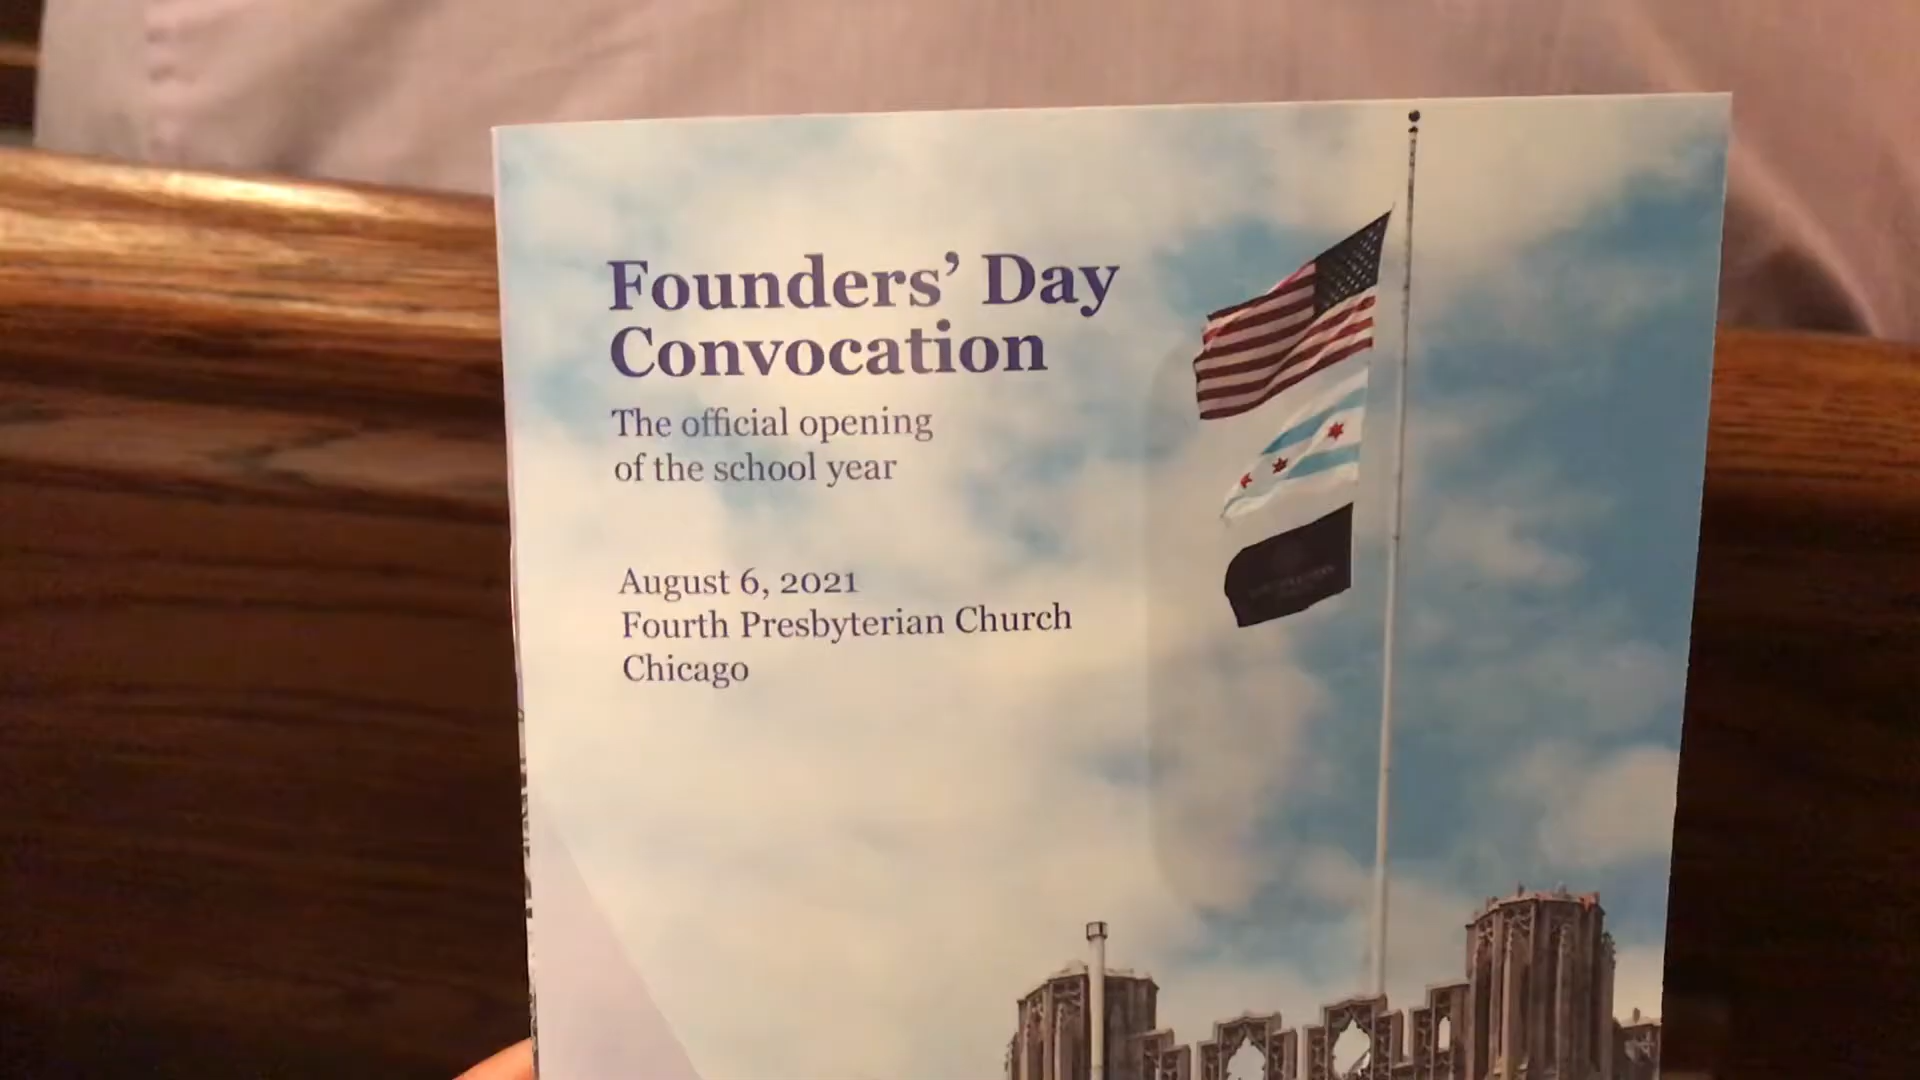 Founders’ Day
Convocation
The official opening
of the school year
August 6, 2021
Fourth Presbyterian Church
Chicago